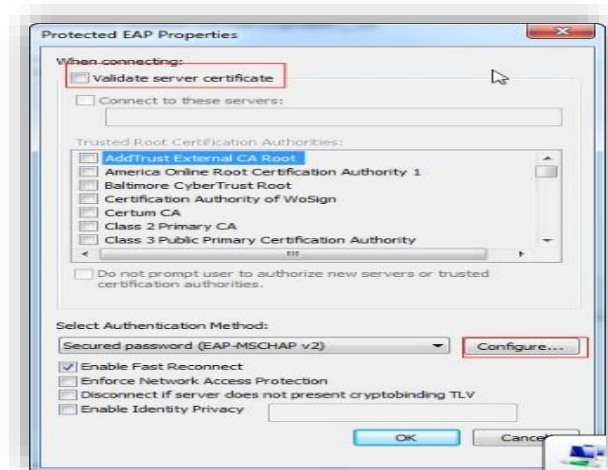 Protected EAP Properties
When connecting:
Validate server certificate
Connect to these servers:
Trusted Root Certification Authorities:
AddTrust External CA Root
America Online Root Certification Authority 1
Baltimore CyberTrust Root
Certification Authority of WoSign
Certum CA
Class 2 Primary CA
Class 3 Public Primary Certification Authority
Do not prompt user to authorize new servers or trusted
certification authorities.
Select Authentication Method:
Secured password (EAP-MSCHAP v2) Configure...
Enable Fast Reconnect
Enforce Network Access Protection
Disconnect if server does not present cryptobinding TLV
Enable Identity Privacy
OK Cance